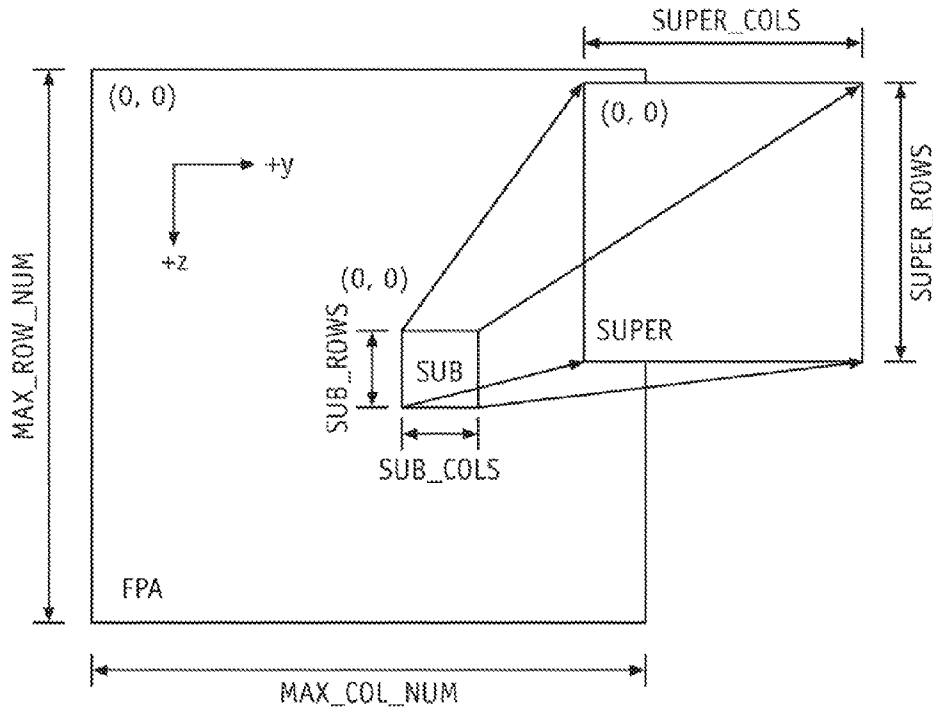 SUPER_COLS
(0, 0)
(0, 0)
+y
SUPER_ROWS
+z
(0, 0)
MAX_ROW_NUM
SUB_ROWS
SUPER
SUB
SUB_COLS
FPA
MAX_COL_NUM